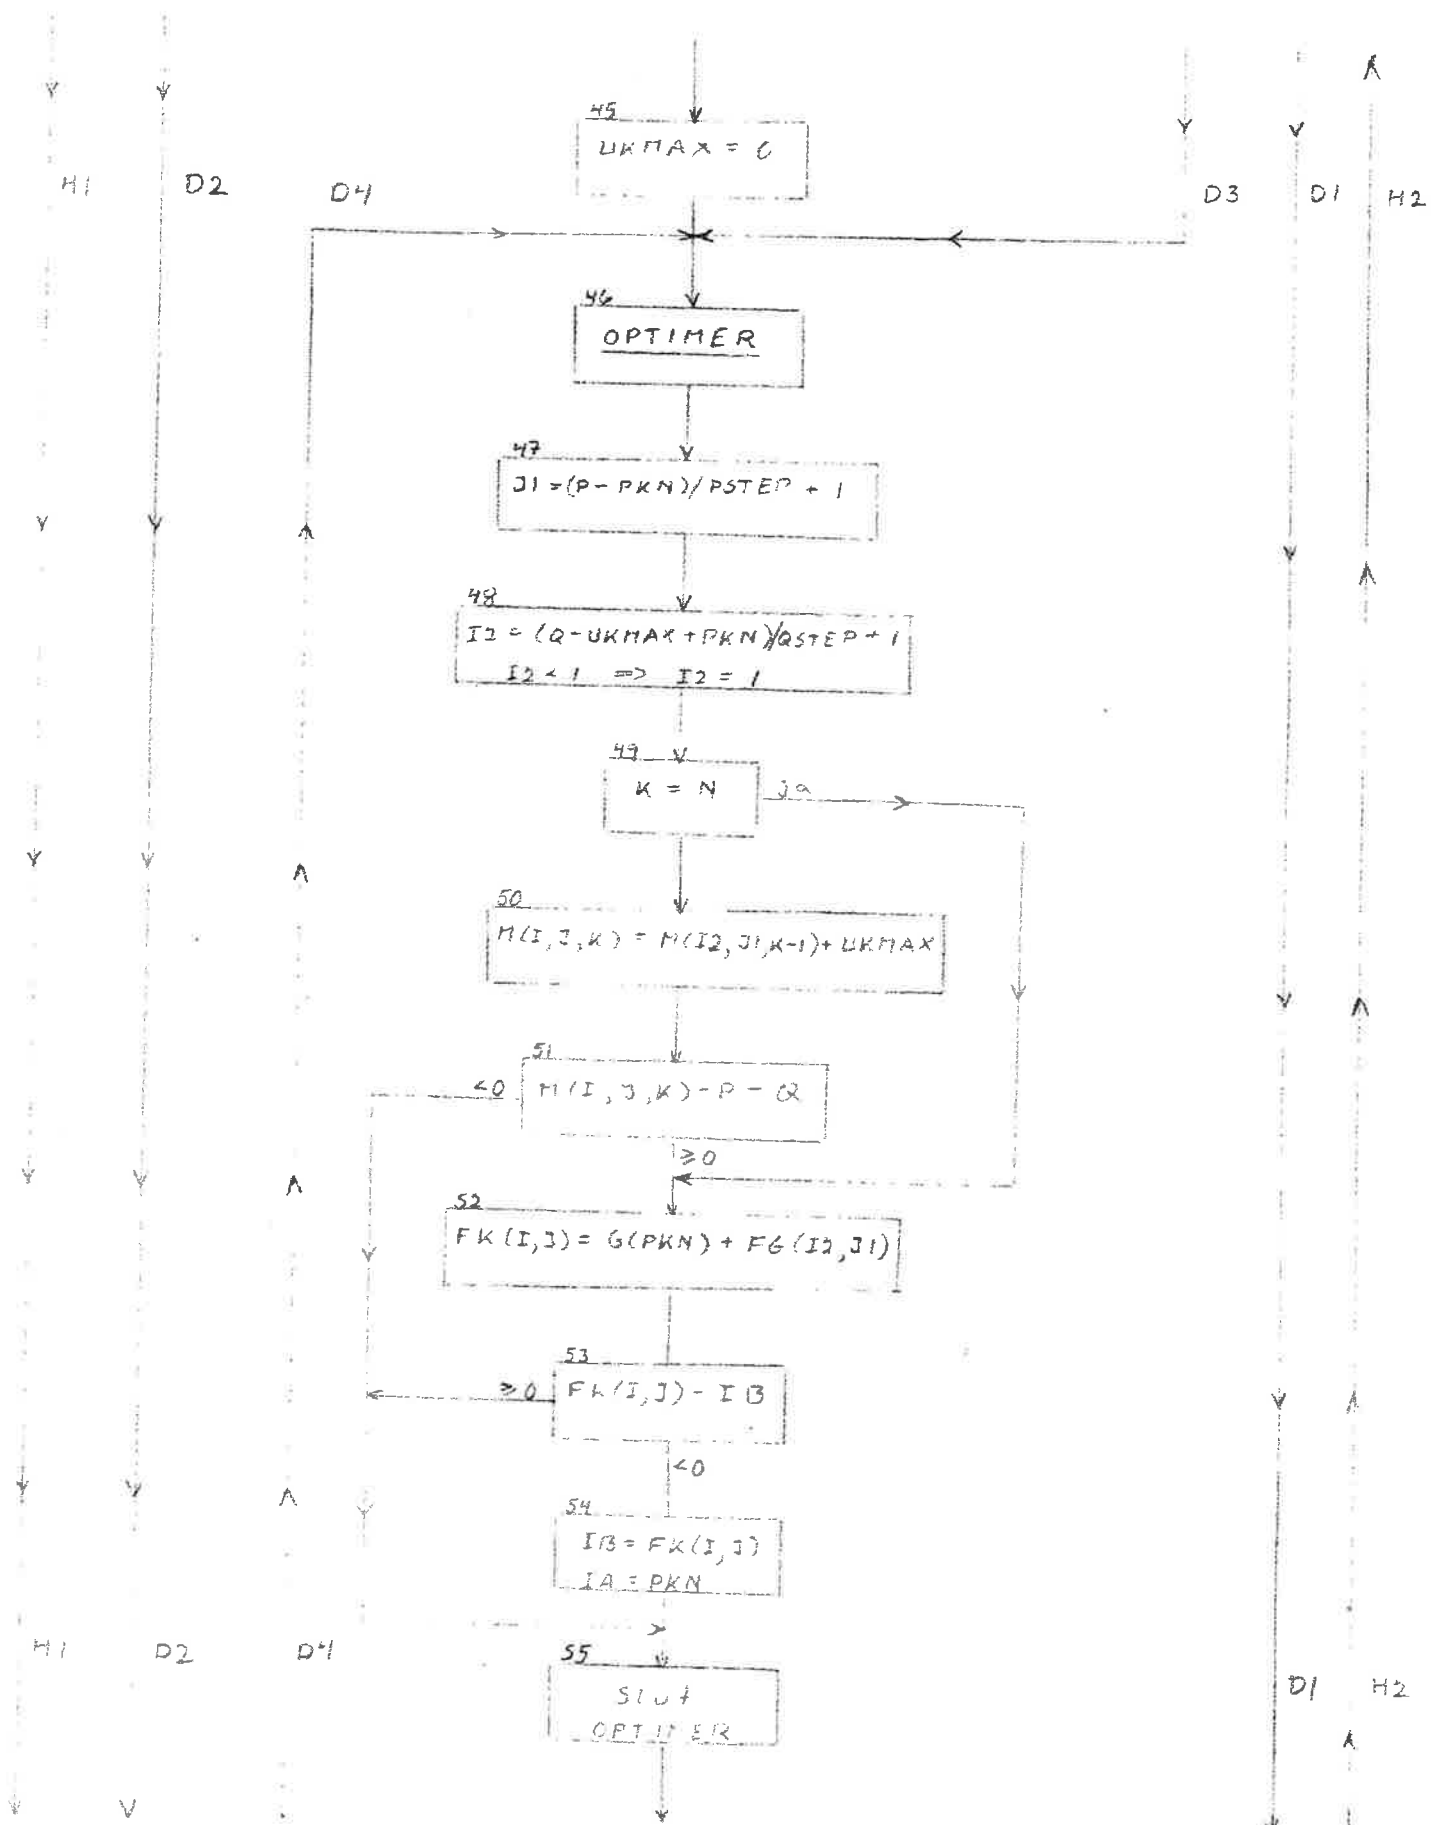 45
UKMAX = 0
H1
D2
D4
D3
D1
H2
46
OPTIMER
47
J1=(P-PKN)/PSTEP + 1
48
I2 = (Q-UKMAX+PKN)/QSTEP + 1
I2 < 1 => I2 = 1
49
K = N
ja
50
M(I,J,K) = M(I2,J1,K-1)+UKMAX
51
<0
M(I,J,K)-P-Q
≥0
52
FK(I,J) = G(PKN) + FG(I2,J1)
53
≥0
FK(I,J)-IB
<0
54
IB=FK(I,J)
IA=PKN
H1
D2
D4
55
Slut
OPTIMER
D1
H2